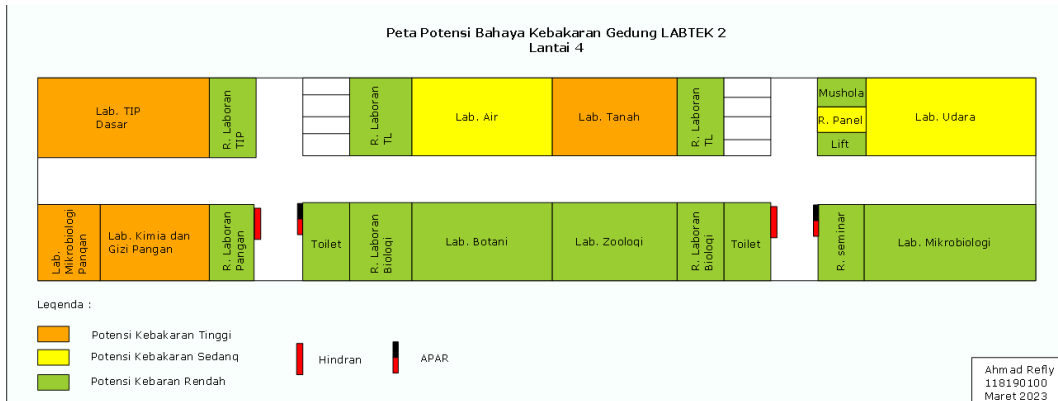 Peta Potensi Bahaya Kebakaran Gedung LABTEK 2
Lantai 4
Lab. TIP
Dasar
R. Laboran
TIP
R. Laboran
TL
Lab. Air
Lab. Tanah
R. Laboran
TL
Mushola
R. Panel
Lift
Lab. Udara
Lab.
Mikrobiologi
Pangan
Lab. Kimia dan
Gizi Pangan
R. Laboran
Pangan
Toilet
R. Laboran
Biologi
Lab. Botani
Lab. Zoologi
R. Laboran
Biologi
Toilet
R. seminar
Lab. Mikrobiologi
Legenda :
Potensi Kebakaran Tinggi
Potensi Kebakaran Sedang
Potensi Kebaran Rendah
Hindran
APAR
Ahmad Refly
118190100
Maret 2023